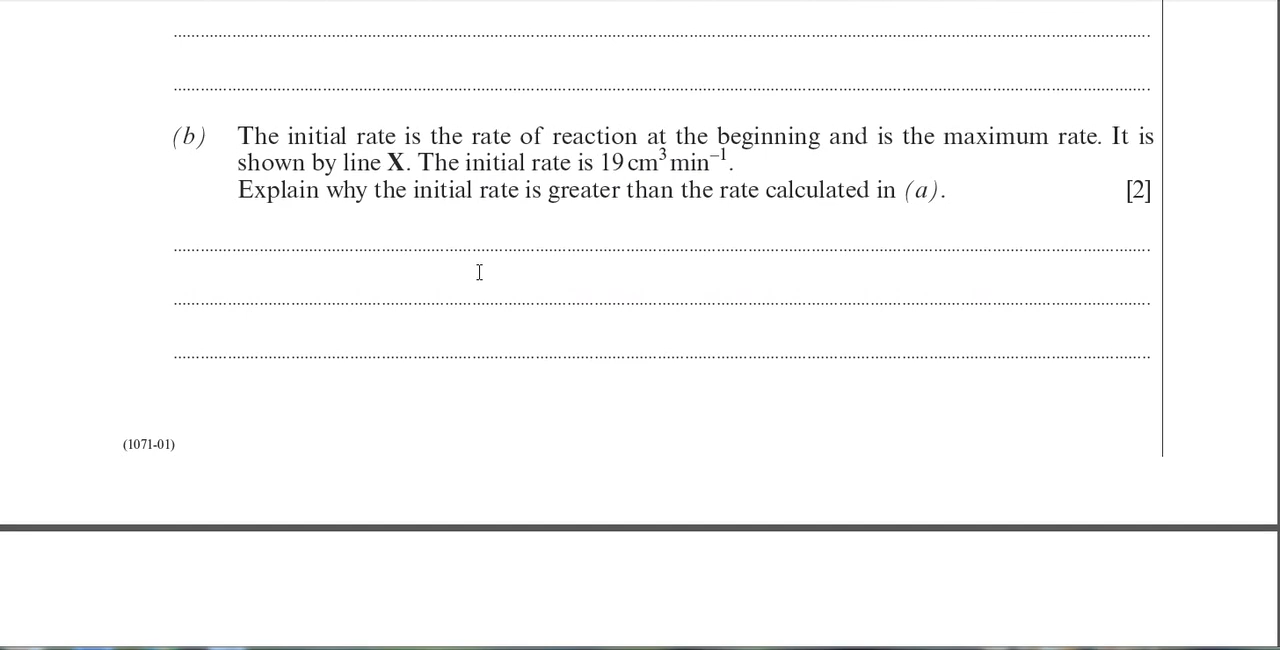 (b) The initial rate is the rate of reaction at the beginning and is the maximum rate. It is
shown by line X. The initial rate is 19 cm³ min⁻¹.
Explain why the initial rate is greater than the rate calculated in (a). [2]
(1071-01)